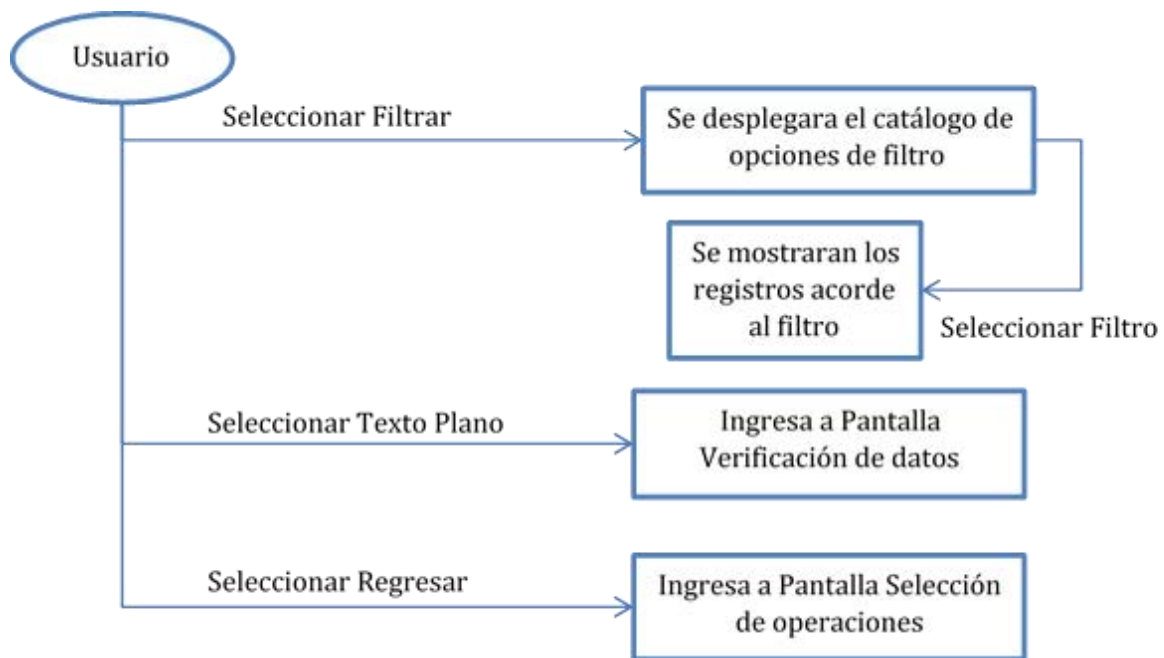 Usuario
Seleccionar Filtrar
Se desplegara el catálogo de
opciones de filtro
Se mostraran los
registros acorde
al filtro
Seleccionar Filtro
Seleccionar Texto Plano
Ingresa a Pantalla
Verificación de datos
Seleccionar Regresar
Ingresa a Pantalla Selección
de operaciones